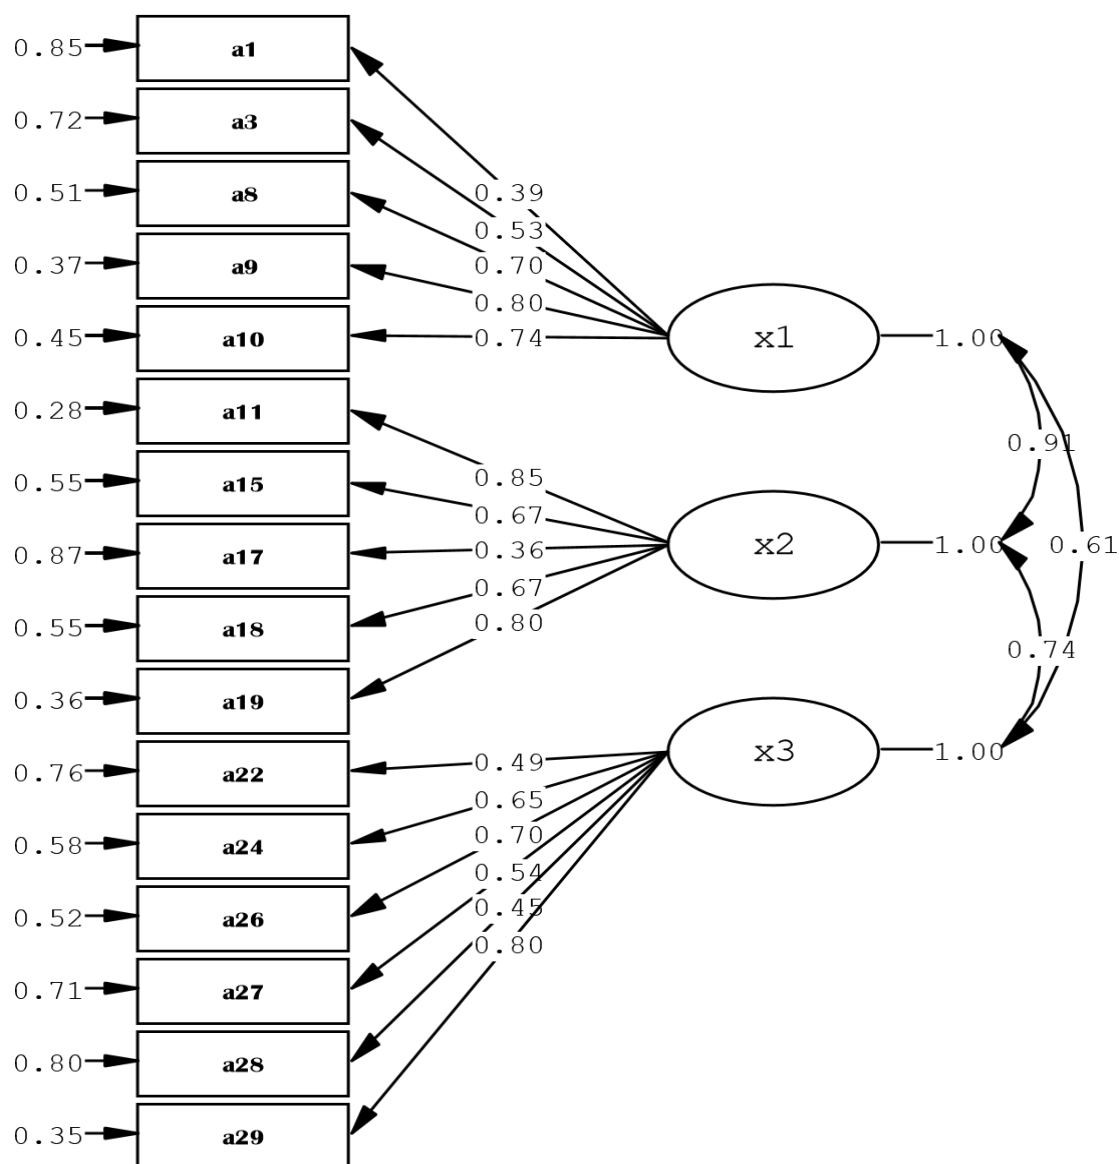 0.85 a1
0.72 a3
0.51 a8 0.39
0.53
0.37 a9 0.70
0.80
0.45 a10 0.74 x1 1.00
0.28 a11
0.91
0.55 a15 0.85
0.67
0.87 a17 0.36 x2 1.00 0.61
0.67
0.55 a18 0.80
0.74
0.36 a19
0.76 a22 0.49 x3 1.00
0.65
0.58 a24 0.70
0.54
0.52 a26 0.45
0.80
0.71 a27
0.80 a28
0.35 a29